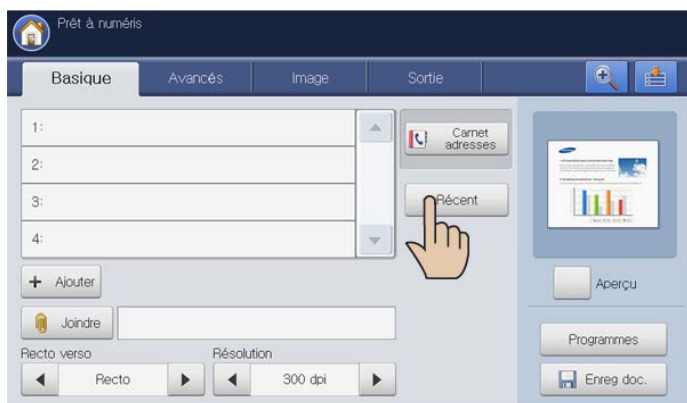 Prêt à numéris
Basique
Avancés
Image
Sortie
1:
2:
3:
4:
Carnet
adresses
Récent
+ Ajouter
Joindre
Recto verso
Résolution
Recto
300 dpi
Aperçu
Programmes
Enreg doc.